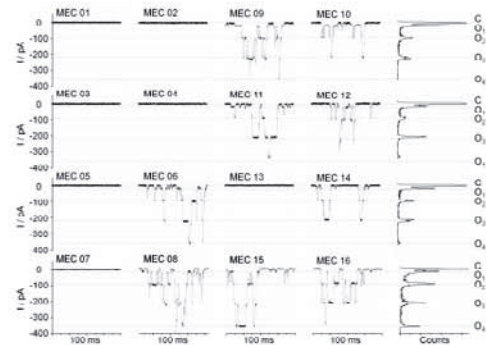 MEC 01 MEC 02 MEC 09 MEC 10
I / pA
0
-100
-200
-300
-400
C
O1
O2
O3
O4
MEC 03 MEC 04 MEC 11 MEC 12
I / pA
0
-100
-200
-300
-400
C
O1
O2
O3
O4
MEC 05 MEC 06 MEC 13 MEC 14
I / pA
0
-100
-200
-300
-400
C
O1
O2
O3
O4
MEC 07 MEC 08 MEC 15 MEC 16
I / pA
0
-100
-200
-300
-400
C
O1
O2
O3
O4
100 ms 100 ms 100 ms 100 ms Counts